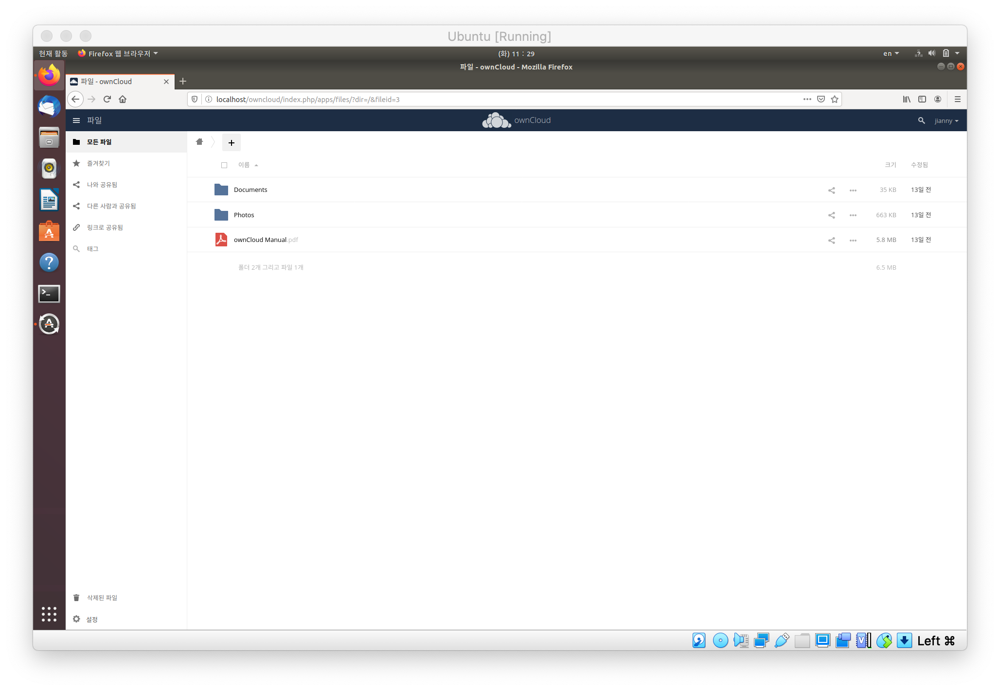 Ubuntu [Running]
현재 활동 Firefox 웹 브라우저 (화) 11 : 29 en
파일 - ownCloud - Mozilla Firefox
파일 - ownCloud
localhost/owncloud/index.php/apps/files/?dir=/&fileid=3
파일 ownCloud jianny
모든 파일
즐겨찾기
나와 공유됨
다른 사람과 공유됨
링크로 공유됨
태그
이름 크기 수정됨
Documents 35 KB 13일 전
Photos 663 KB 13일 전
ownCloud Manual.pdf 5.8 MB 13일 전
폴더 2개 그리고 파일 1개 6.5 MB
삭제된 파일
설정
Left ⌘